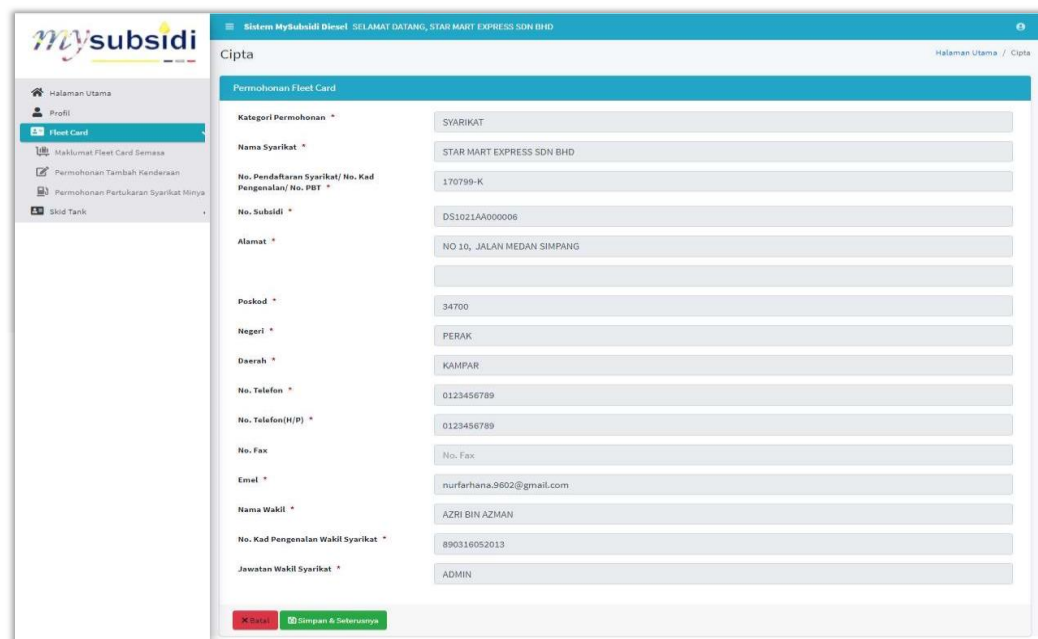 mysubsidi
Sistem MySubsidi Diesel SELAMAT DATANG, STAR MART EXPRESS SDN BHD
Cipta
Halaman Utama / Cipta
Halaman Utama
Profil
Fleet Card
Maklumat Fleet Card Semasa
Permohonan Tambah Kenderaan
Permohonan Pertukaran Syarikat Minya
Skid Tank
Permohonan Fleet Card
Kategori Permohonan *
SYARIKAT
Nama Syarikat *
STAR MART EXPRESS SDN BHD
No. Pendaftaran Syarikat/ No. Kad
Pengenalan/ No. PBT *
170799-K
No. Subsidi *
DS1021AA000006
Alamat *
NO 10, JALAN MEDAN SIMPANG
Poskod *
34700
Negeri *
PERAK
Daerah *
KAMPAR
No. Telefon *
0123456789
No. Telefon(H/P) *
0123456789
No. Fax
No. Fax
Emel *
nurfarhana.9602@gmail.com
Nama Wakil *
AZRI BIN AZMAN
No. Kad Pengenalan Wakil Syarikat *
890316052013
Jawatan Wakil Syarikat *
ADMIN
Batal
Simpan & Seterusnya